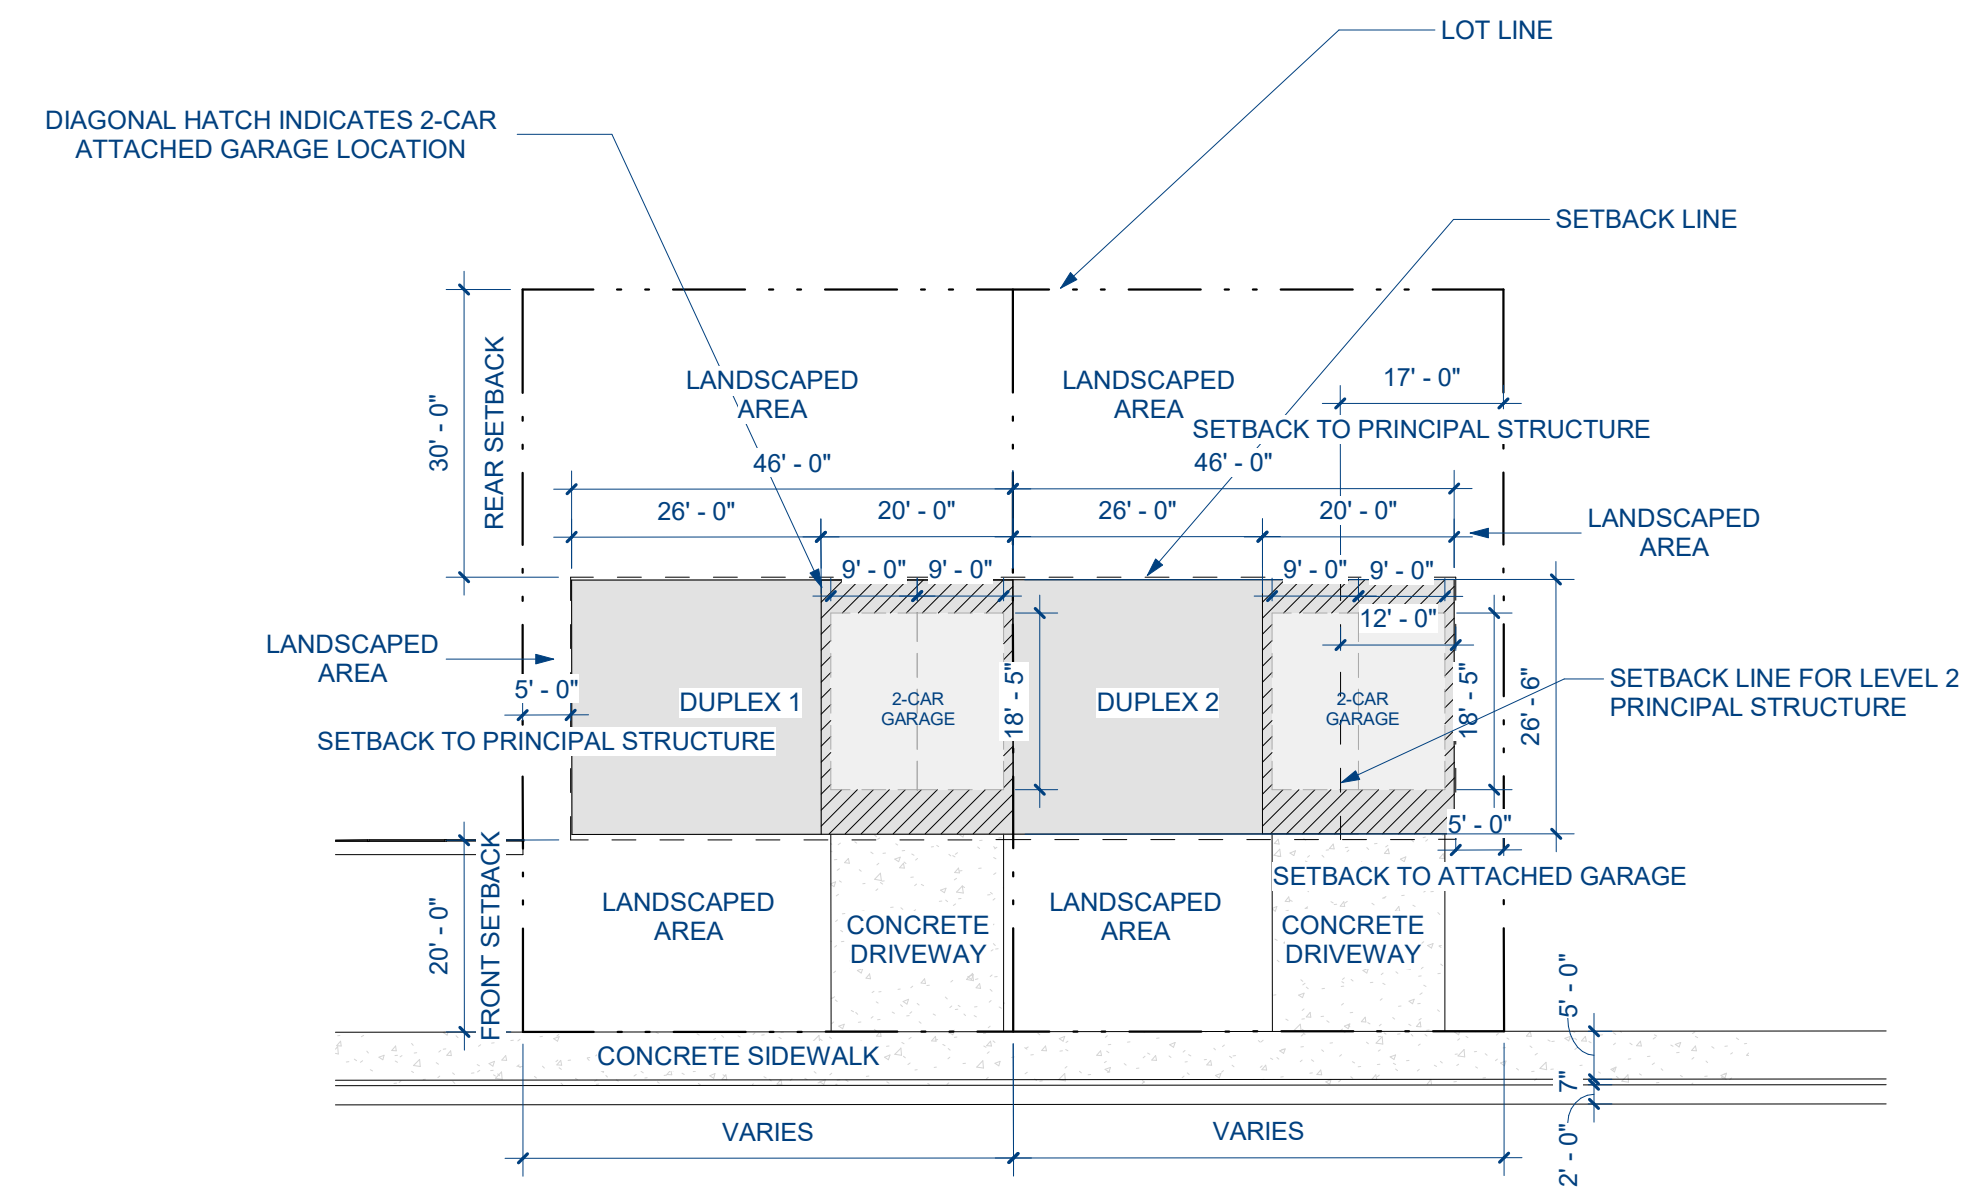 LOT LINE
DIAGONAL HATCH INDICATES 2-CAR
ATTACHED GARAGE LOCATION
SETBACK LINE
30' - 0"
REAR SETBACK
LANDSCAPED
AREA
LANDSCAPED
AREA
17' - 0"
SETBACK TO PRINCIPAL STRUCTURE
46' - 0"
46' - 0"
26' - 0"
20' - 0"
26' - 0"
20' - 0"
LANDSCAPED
AREA
9' - 0"
9' - 0"
9' - 0"
9' - 0"
12' - 0"
LANDSCAPED
AREA
5' - 0"
SETBACK TO PRINCIPAL STRUCTURE
DUPLEX 1
2-CAR
GARAGE
18' - 5"
DUPLEX 2
2-CAR
GARAGE
18' - 5"
26' - 6"
SETBACK LINE FOR LEVEL 2
PRINCIPAL STRUCTURE
5' - 0"
SETBACK TO ATTACHED GARAGE
20' - 0"
FRONT SETBACK
LANDSCAPED
AREA
CONCRETE
DRIVEWAY
LANDSCAPED
AREA
CONCRETE
DRIVEWAY
5' - 0"
CONCRETE SIDEWALK
7"
2' - 0"
VARIES
VARIES